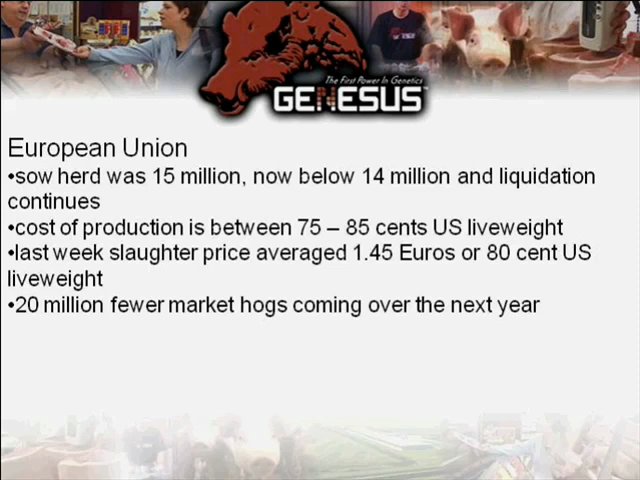 The First Power In Genetics
GENESUS™
European Union
•sow herd was 15 million, now below 14 million and liquidation
continues
•cost of production is between 75 – 85 cents US liveweight
•last week slaughter price averaged 1.45 Euros or 80 cent US
liveweight
•20 million fewer market hogs coming over the next year